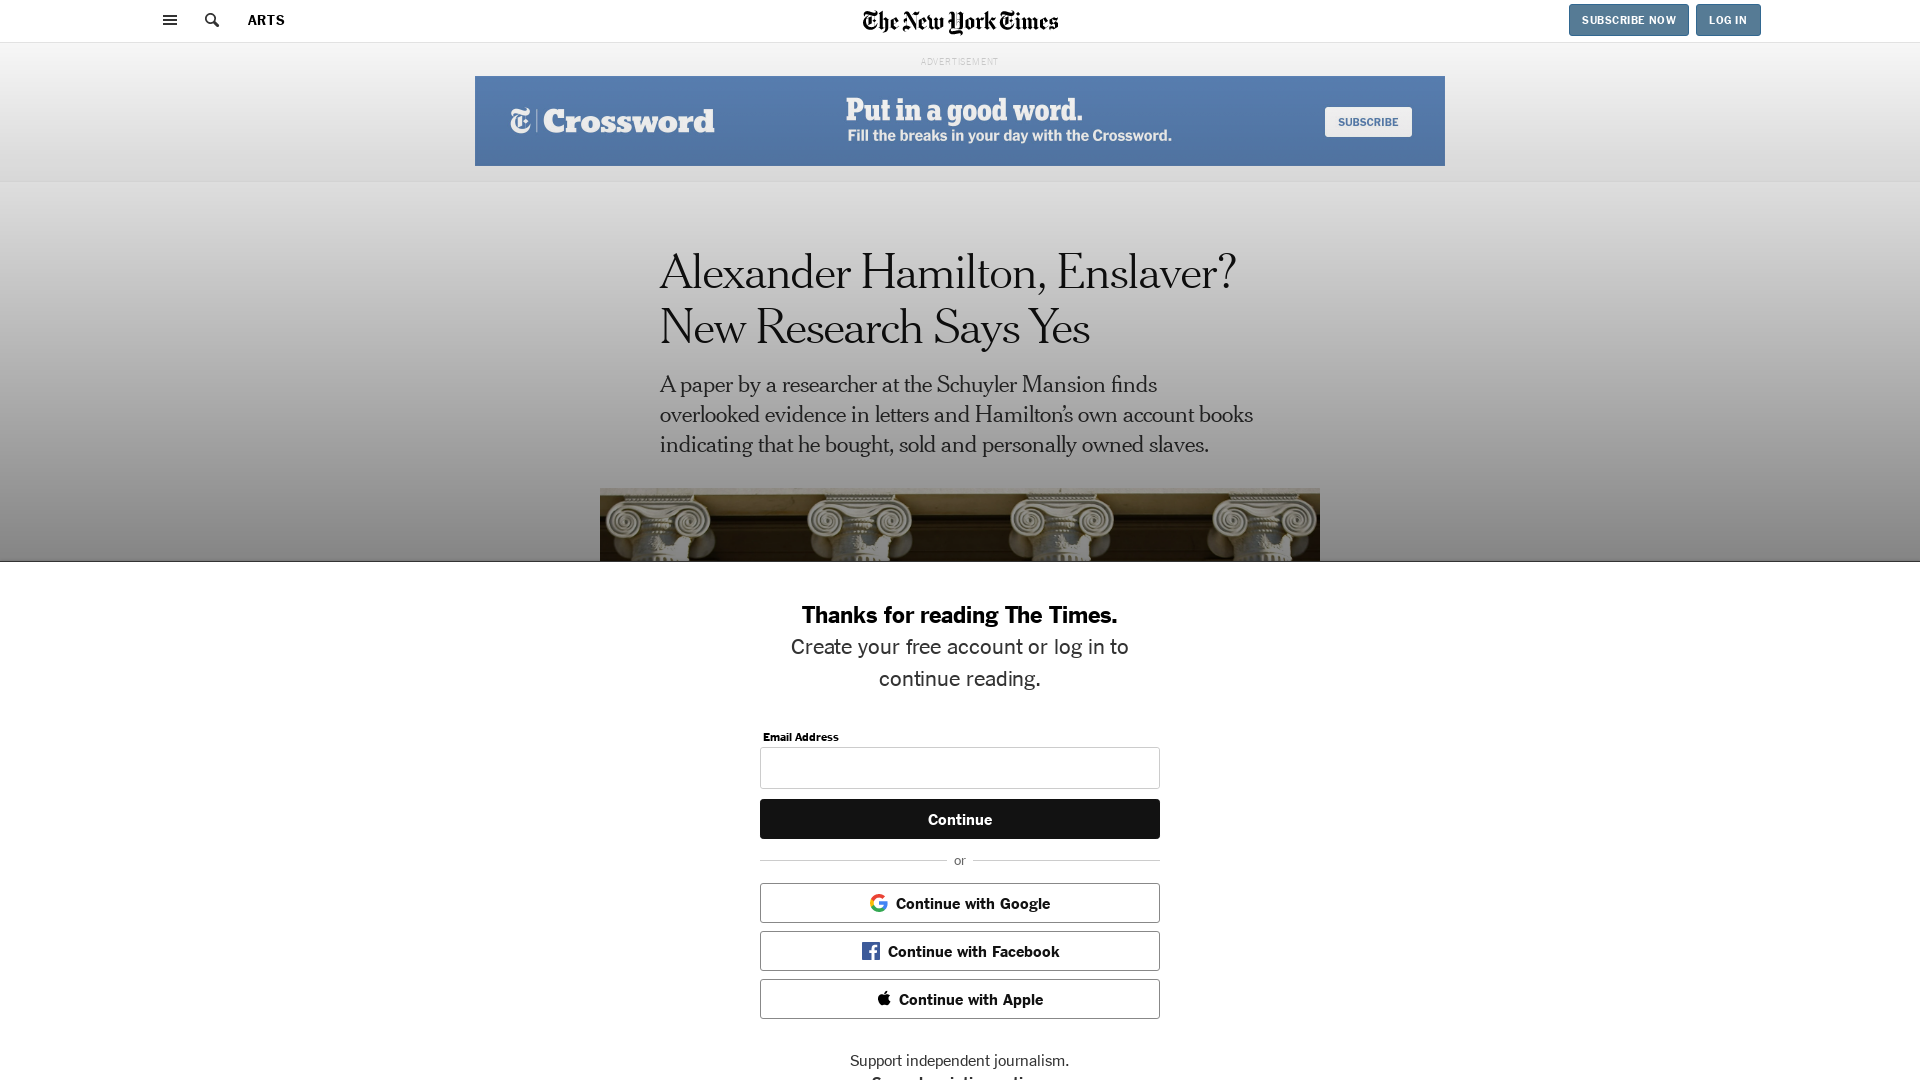 ARTS
The New York Times
SUBSCRIBE NOW
LOG IN
ADVERTISEMENT
Crossword
Put in a good word.
Fill the breaks in your day with the Crossword.
SUBSCRIBE
Alexander Hamilton, Enslaver?
New Research Says Yes
A paper by a researcher at the Schuyler Mansion finds
overlooked evidence in letters and Hamilton’s own account books
indicating that he bought, sold and personally owned slaves.
Thanks for reading The Times.
Create your free account or log in to
continue reading.
Email Address
Continue
or
Continue with Google
Continue with Facebook
Continue with Apple
Support independent journalism.